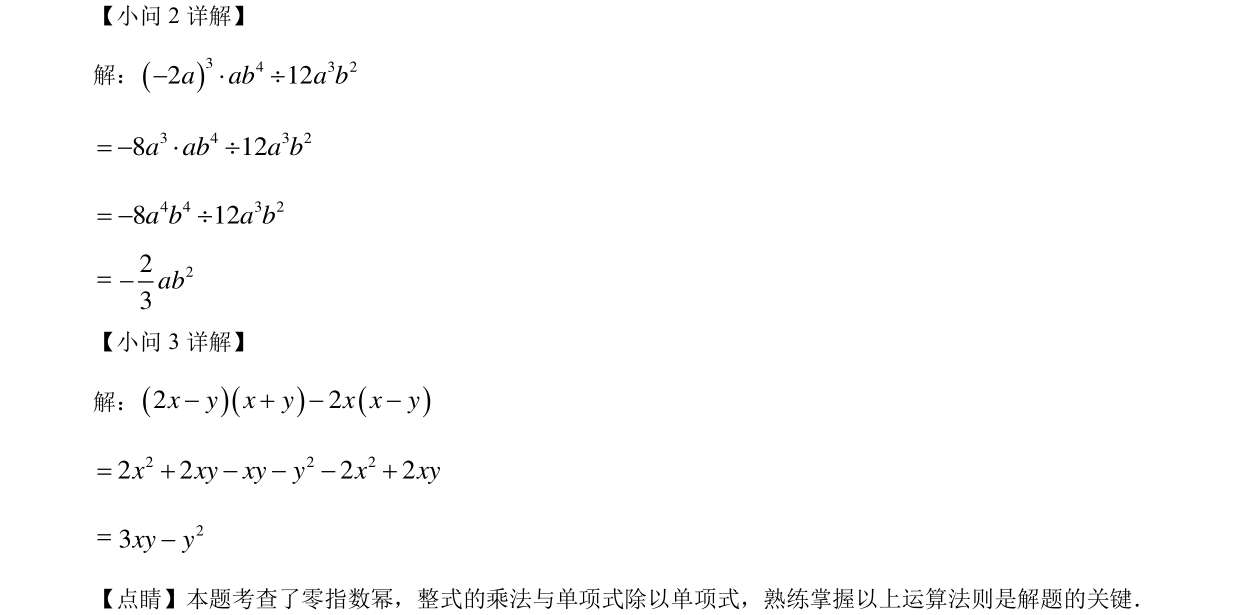 【小问 2 详解】
解：(−2a)³·ab⁴÷12a³b²
=−8a³·ab⁴÷12a³b²
=−8a⁴b⁴÷12a³b²
=−\frac{2}{3}ab²
【小问 3 详解】
解：(2x−y)(x+y)−2x(x−y)
=2x²+2xy−xy−y²−2x²+2xy
=3xy−y²
【点睛】本题考查了零指数幂，整式的乘法与单项式除以单项式，熟练掌握以上运算法则是解题的关键．